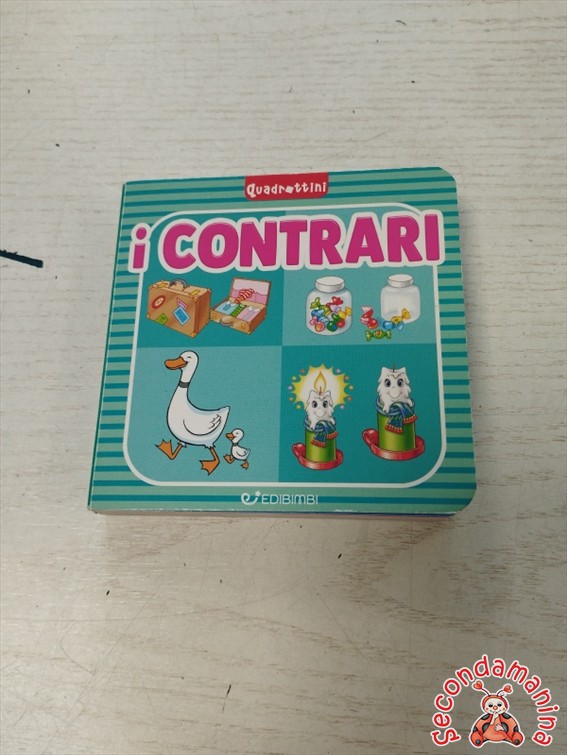 Quadrottini
i CONTRARI
EDIBIMBI
Secondamanina